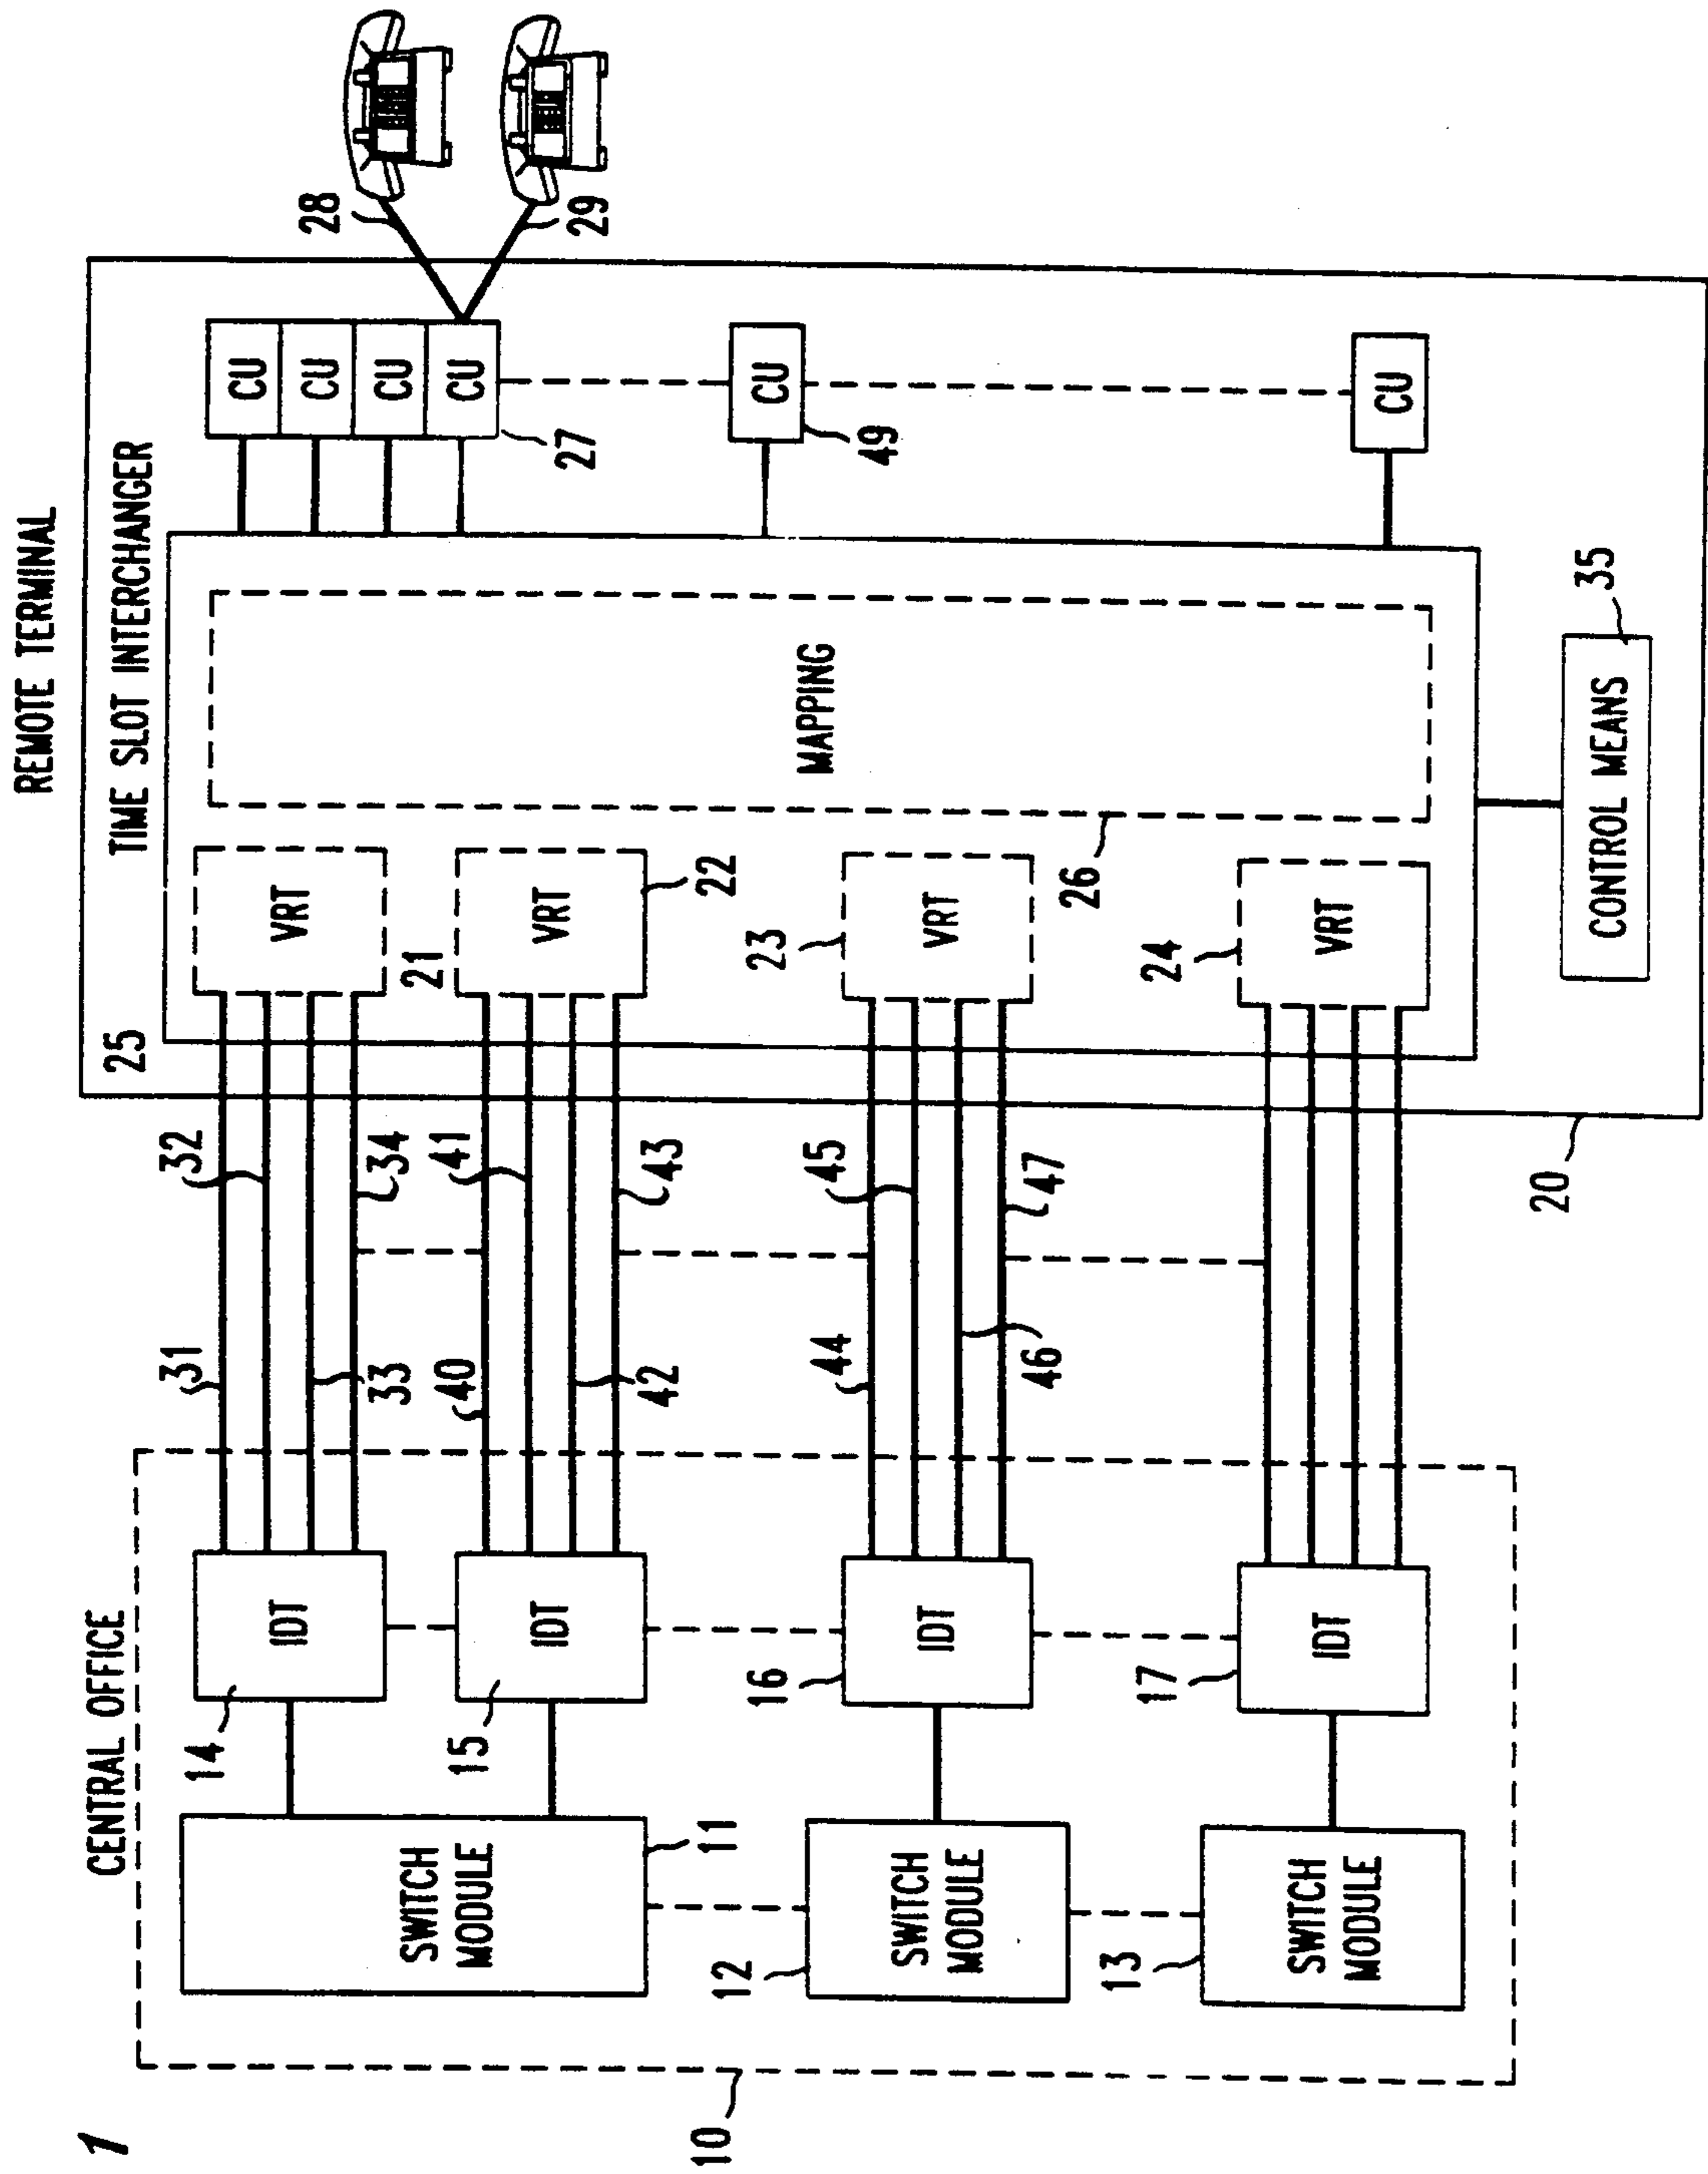 1
REMOTE TERMINAL
CENTRAL OFFICE
25
TIME SLOT INTERCHANGER
SWITCH
MODULE
11
14
IDT
31
32
33
34
VRT
21
CU
CU
CU
CU
27
28
29
15
IDT
40
41
42
43
VRT
22
MAPPING
26
10
12
SWITCH
MODULE
16
IDT
44
45
46
47
23
VRT
CU
49
13
SWITCH
MODULE
17
IDT
24
VRT
CU
20
CONTROL MEANS
35